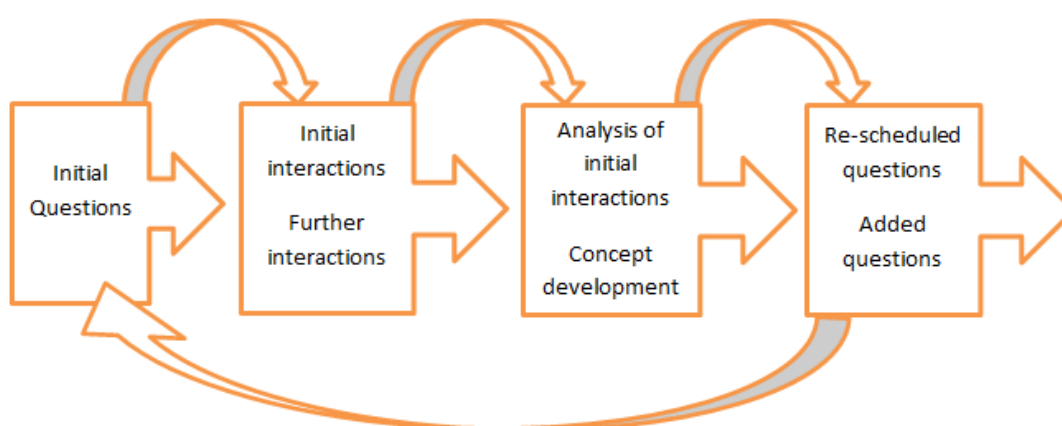 Initial
Questions
Initial
interactions
Further
interactions
Analysis of
initial
interactions
Concept
development
Re-scheduled
questions
Added
questions